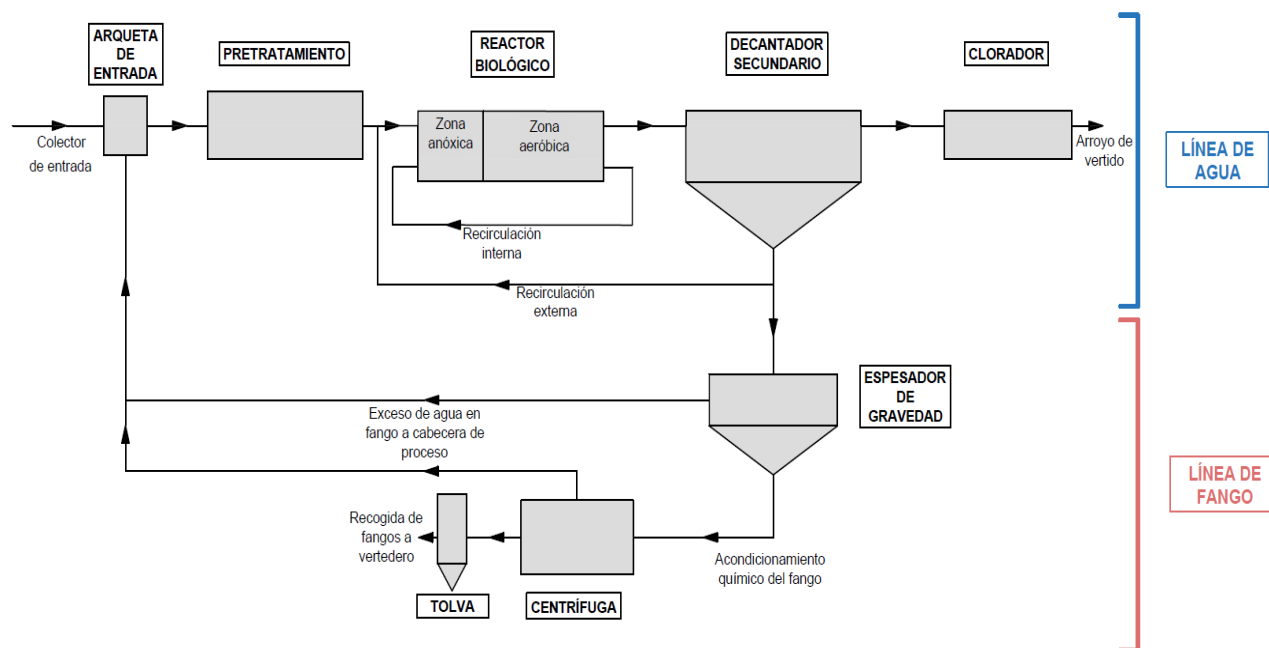 ARQUETA
DE
ENTRADA
PRETRATAMIENTO
REACTOR
BIOLÓGICO
DECANTADOR
SECUNDARIO
CLORADOR
Colector
de entrada
Zona
anóxica
Zona
aeróbica
Arroyo de
vertido
LÍNEA DE
AGUA
Recirculación
interna
Recirculación
externa
ESPESADOR
DE
GRAVEDAD
Exceso de agua en
fango a cabecera de
proceso
LÍNEA DE
FANGO
Recogida de
fangos a
vertedero
Acondicionamiento
químico del fango
TOLVA
CENTRÍFUGA